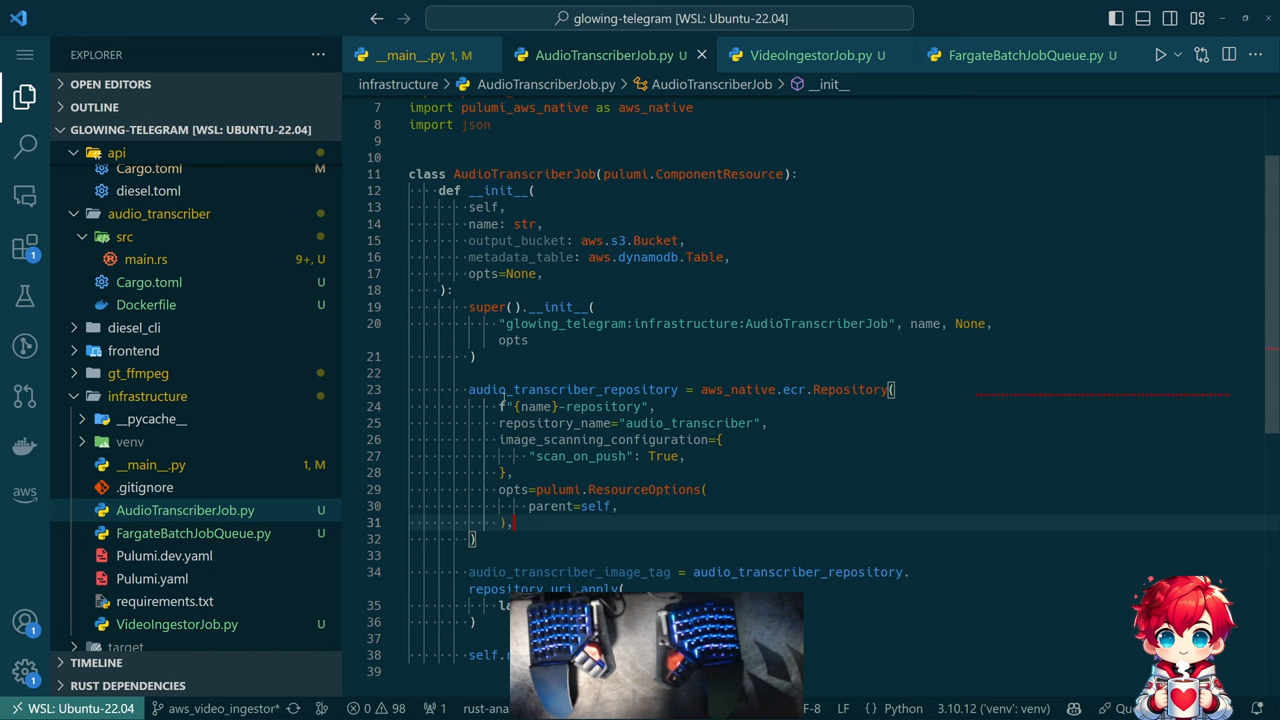 glowing-telegram [WSL: Ubuntu-22.04]
EXPLORER
OPEN EDITORS
OUTLINE
GLOWING-TELEGRAM [WSL: UBUNTU-22.04]
api
Cargo.toml M
diesel.toml
audio_transcriber
src
main.rs 9+, U
Cargo.toml U
Dockerfile U
diesel_cli
frontend
gt_ffmpeg
infrastructure
__pycache__
venv
__main__.py 1, M
.gitignore
AudioTranscriberJob.py U
FargateBatchJobQueue.py U
Pulumi.dev.yaml
Pulumi.yaml
requirements.txt
VideoIngestorJob.py U
target
TIMELINE
RUST DEPENDENCIES
1
aws
1
1
__main__.py 1, M
AudioTranscriberJob.py U
VideoIngestorJob.py U
FargateBatchJobQueue.py U
infrastructure > AudioTranscriberJob.py > AudioTranscriberJob > __init__
7 import pulumi_aws_native as aws_native
8 import json
9
10
11 class AudioTranscriberJob(pulumi.ComponentResource):
12 def __init__(
13 self,
14 name: str,
15 output_bucket: aws.s3.Bucket,
16 metadata_table: aws.dynamodb.Table,
17 opts=None,
18 ):
19 super().__init__(
20 "glowing_telegram:infrastructure:AudioTranscriberJob", name, None,
opts
21 )
22
23 audio_transcriber_repository = aws_native.ecr.Repository(
24 f"{name}-repository",
25 repository_name="audio_transcriber",
26 image_scanning_configuration={
27 "scan_on_push": True,
28 },
29 opts=pulumi.ResourceOptions(
30 parent=self,
31 ),
32 )
33
34 audio_transcriber_image_tag = audio_transcriber_repository.
repository_uri.apply(
35
36 )
37
38
39
WSL: Ubuntu-22.04
aws_video_ingestor*
0 98
1
F-8
LF
Python
3.10.12 ('venv': venv)